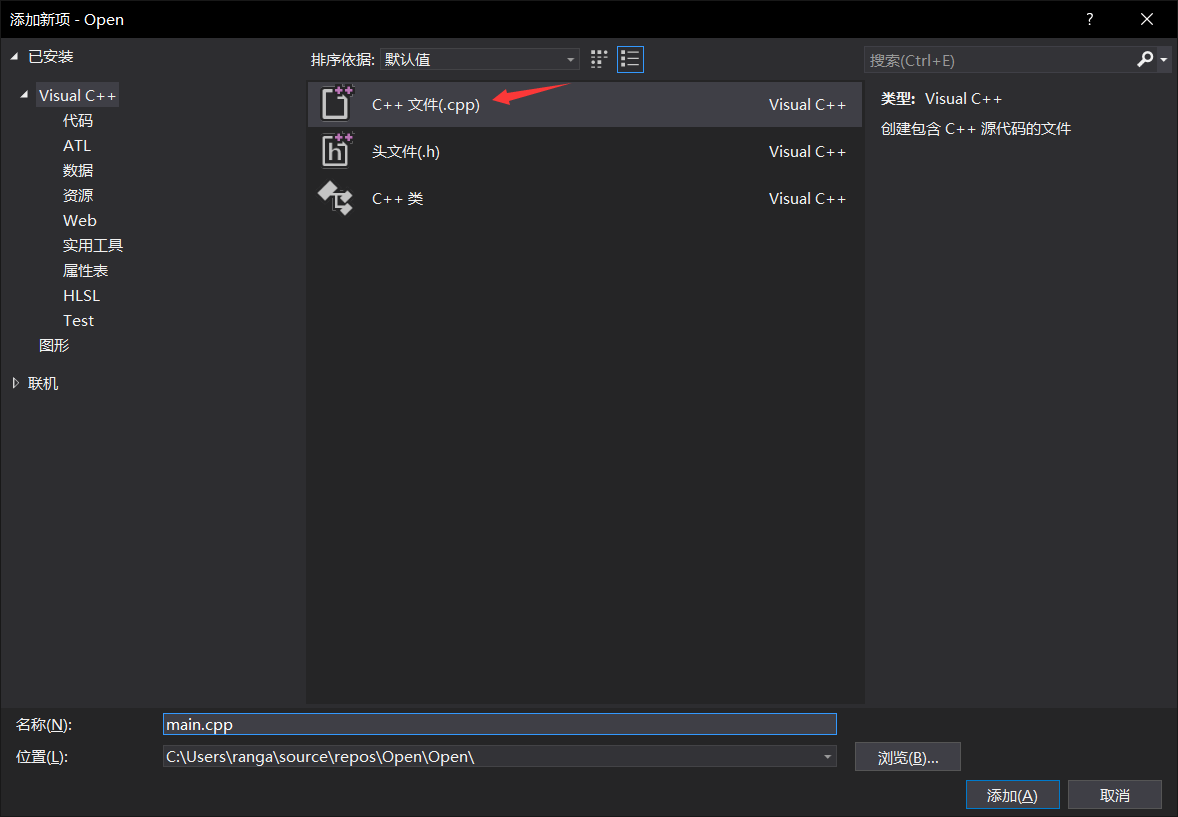 添加新项 - Open
?
已安装
排序依据: 默认值
搜索(Ctrl+E)
Visual C++
代码
ATL
数据
资源
Web
实用工具
属性表
HLSL
Test
图形
联机
C++ 文件(.cpp) Visual C++
头文件(.h) Visual C++
C++ 类 Visual C++
类型: Visual C++
创建包含 C++ 源代码的文件
名称(N): main.cpp
位置(L): C:\Users\ranga\source\repos\Open\Open\
浏览(B)...
添加(A) 取消